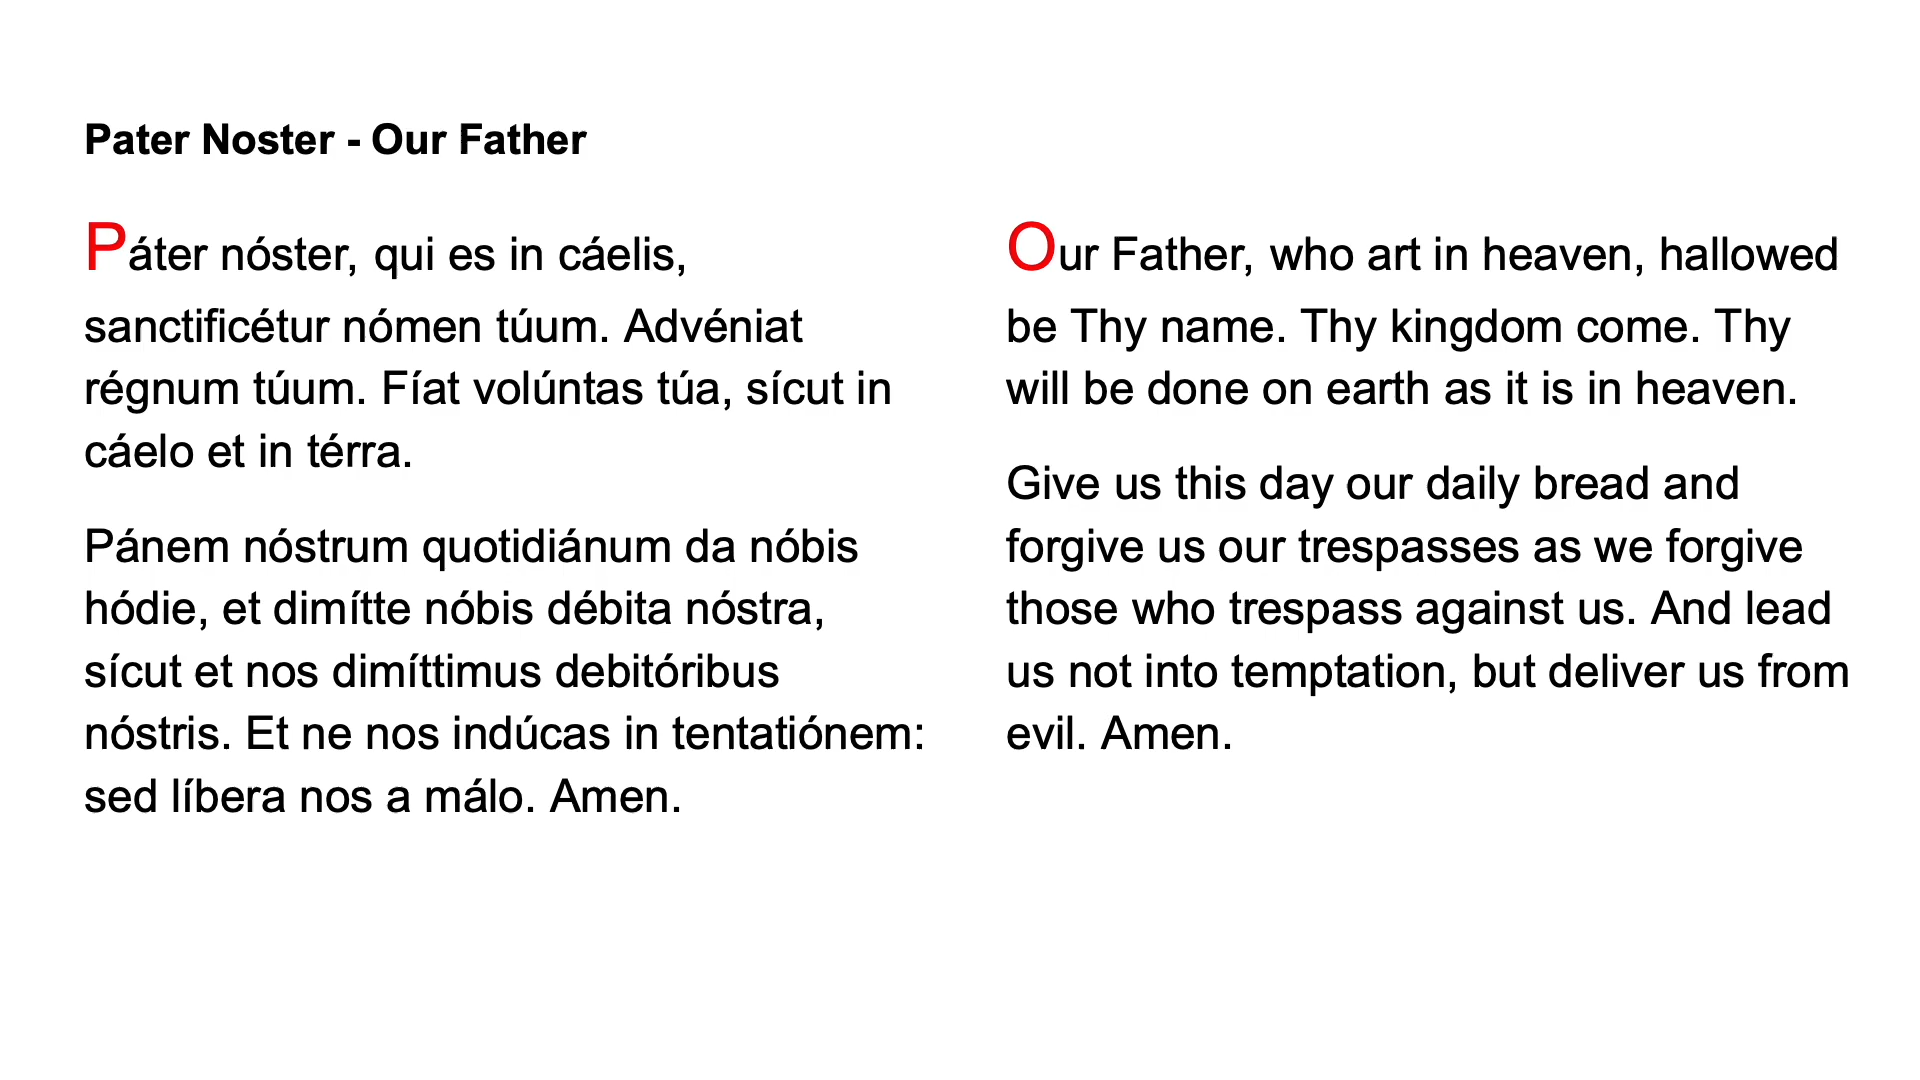 Pater Noster - Our Father
Páter nóster, qui es in cáelis,
sanctificétur nómen túum. Advéniat
régnum túum. Fíat volúntas túa, sícut in
cáelo et in térra.
Pánem nóstrum quotidiánum da nóbis
hódie, et dimítte nóbis débita nóstra,
sícut et nos dimíttimus debitóribus
nóstris. Et ne nos indúcas in tentatiónem:
sed líbera nos a málo. Amen.
Our Father, who art in heaven, hallowed
be Thy name. Thy kingdom come. Thy
will be done on earth as it is in heaven.
Give us this day our daily bread and
forgive us our trespasses as we forgive
those who trespass against us. And lead
us not into temptation, but deliver us from
evil. Amen.